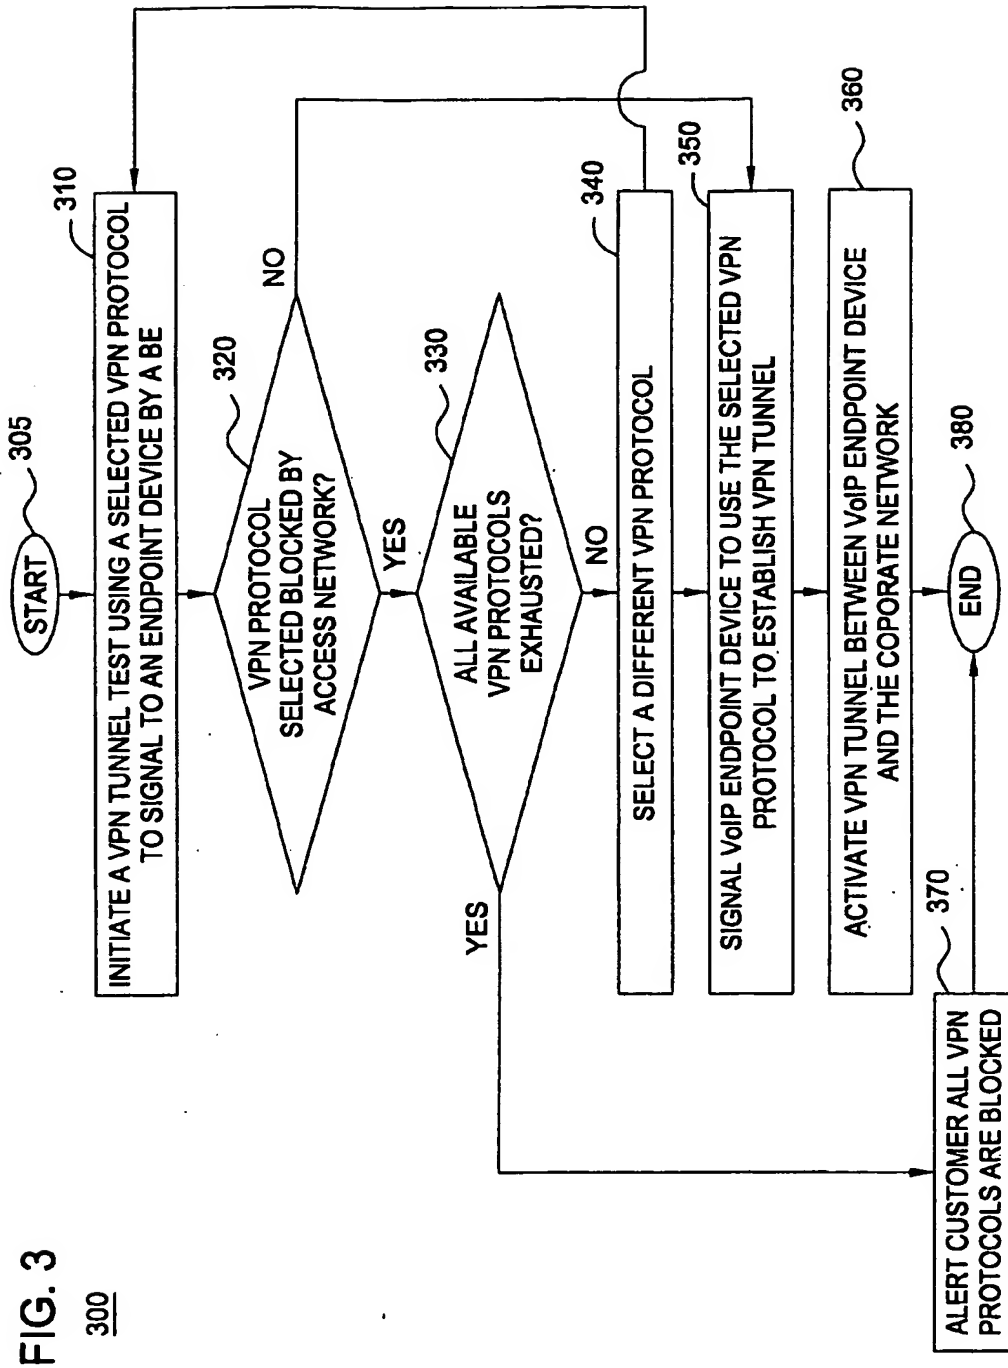 FIG. 3
300
START
305
310
INITIATE A VPN TUNNEL TEST USING A SELECTED VPN PROTOCOL
TO SIGNAL TO AN ENDPOINT DEVICE BY A BE
320
VPN PROTOCOL
SELECTED BLOCKED BY
ACCESS NETWORK?
NO
YES
330
ALL AVAILABLE
VPN PROTOCOLS
EXHAUSTED?
YES
NO
340
SELECT A DIFFERENT VPN PROTOCOL
350
SIGNAL VoIP ENDPOINT DEVICE TO USE THE SELECTED VPN
PROTOCOL TO ESTABLISH VPN TUNNEL
360
ACTIVATE VPN TUNNEL BETWEEN VoIP ENDPOINT DEVICE
AND THE COPORATE NETWORK
370
ALERT CUSTOMER ALL VPN
PROTOCOLS ARE BLOCKED
380
END